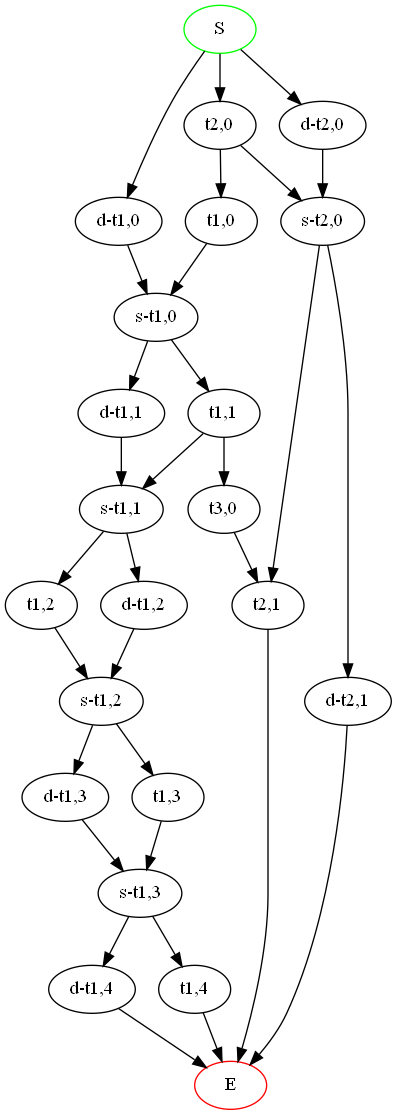 S
t2,0
d-t2,0
d-t1,0
t1,0
s-t2,0
s-t1,0
d-t1,1
t1,1
s-t1,1
t3,0
t1,2
d-t1,2
t2,1
s-t1,2
d-t2,1
d-t1,3
t1,3
s-t1,3
d-t1,4
t1,4
E